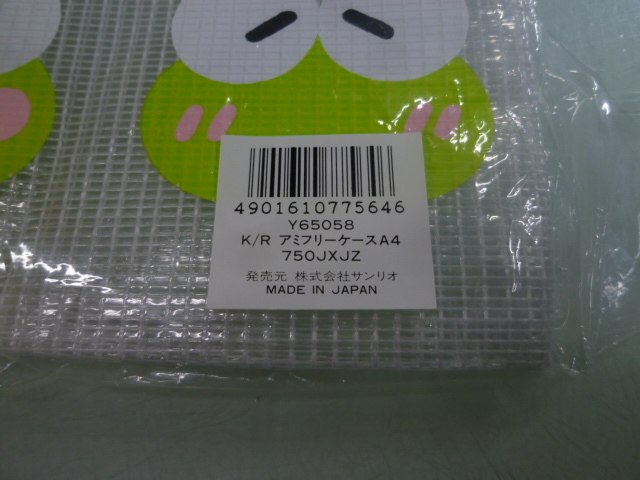 4901610775646
Y65058
K/R アミフリーケースA4
750JXJZ
発売元 株式会社サンリオ
MADE IN JAPAN